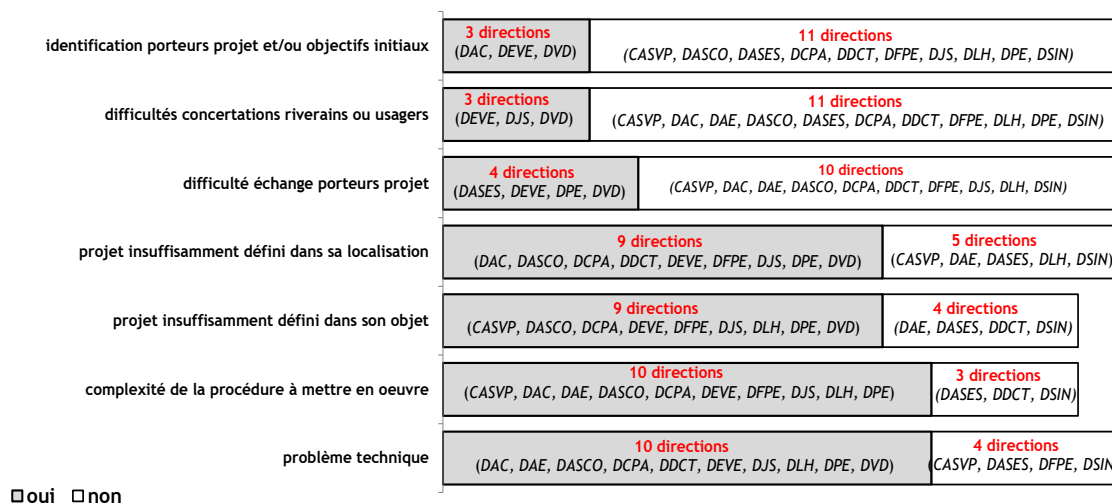 identification porteurs projet et/ou objectifs initiaux
3 directions
(DAC, DEVE, DVD)
11 directions
(CASVP, DASCO, DASES, DCPA, DDCT, DFPE, DJS, DLH, DPE, DSIN)
difficultés concertations riverains ou usagers
3 directions
(DEVE, DJS, DVD)
11 directions
(CASVP, DAC, DAE, DASCO, DASES, DCPA, DDCT, DFPE, DLH, DPE, DSIN)
difficulté échange porteurs projet
4 directions
(DASES, DEVE, DPE, DVD)
10 directions
(CASVP, DAC, DAE, DASCO, DCPA, DDCT, DFPE, DJS, DLH, DSIN)
projet insuffisamment défini dans sa localisation
9 directions
(DAC, DASCO, DCPA, DDCT, DEVE, DFPE, DJS, DPE, DVD)
5 directions
(CASVP, DAE, DASES, DLH, DSIN)
projet insuffisamment défini dans son objet
9 directions
(CASVP, DASCO, DCPA, DEVE, DFPE, DJS, DLH, DPE, DVD)
4 directions
(DAE, DASES, DDCT, DSIN)
complexité de la procédure à mettre en oeuvre
10 directions
(CASVP, DAC, DAE, DASCO, DCPA, DEVE, DFPE, DJS, DLH, DPE)
3 directions
(DASES, DDCT, DSIN)
problème technique
10 directions
(DAC, DAE, DASCO, DCPA, DDCT, DEVE, DJS, DLH, DPE, DVD)
4 directions
(CASVP, DASES, DFPE, DSIN
oui non